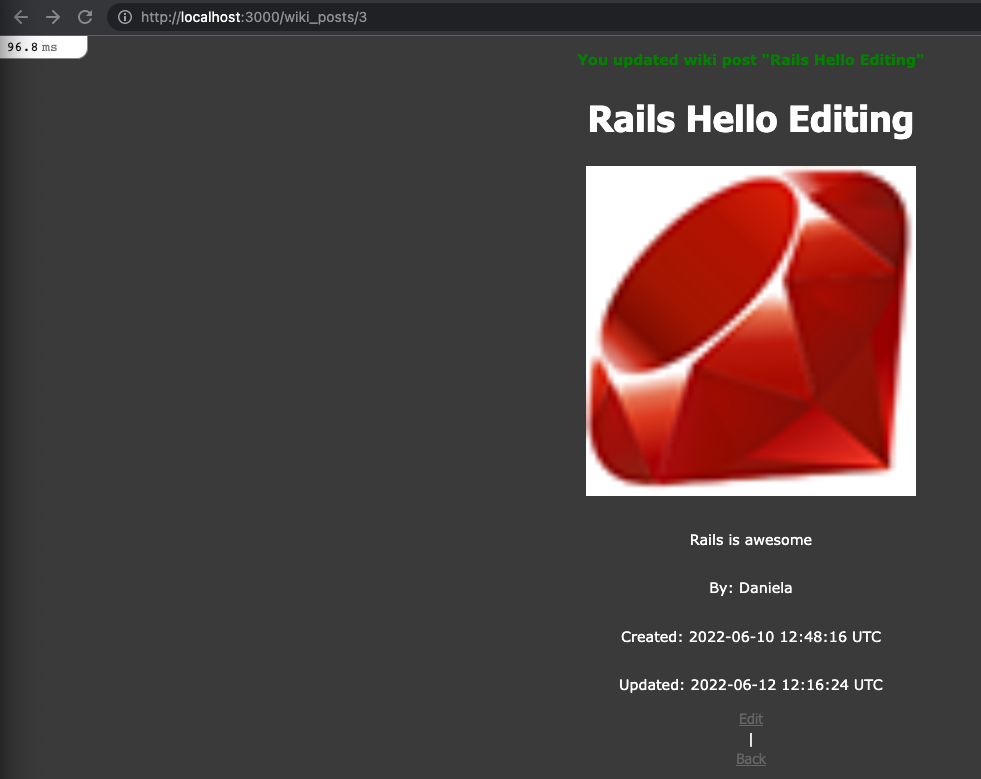 http://localhost:3000/wiki_posts/3
96.8 ms
You updated wiki post "Rails Hello Editing"
Rails Hello Editing
Rails is awesome
By: Daniela
Created: 2022-06-10 12:48:16 UTC
Updated: 2022-06-12 12:16:24 UTC
Edit
|
Back